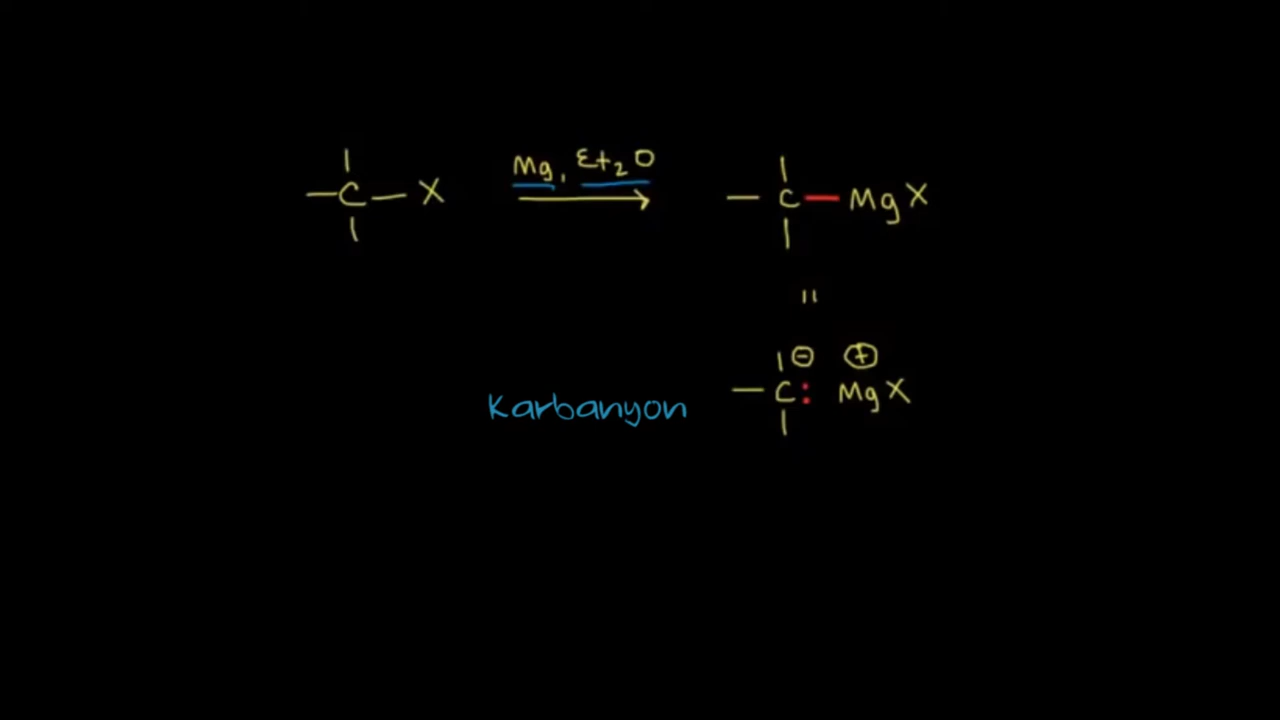 Mg, Et₂O
—C—X
—C—MgX
=
⊖ ⊕
—C: MgX
Karbanyon